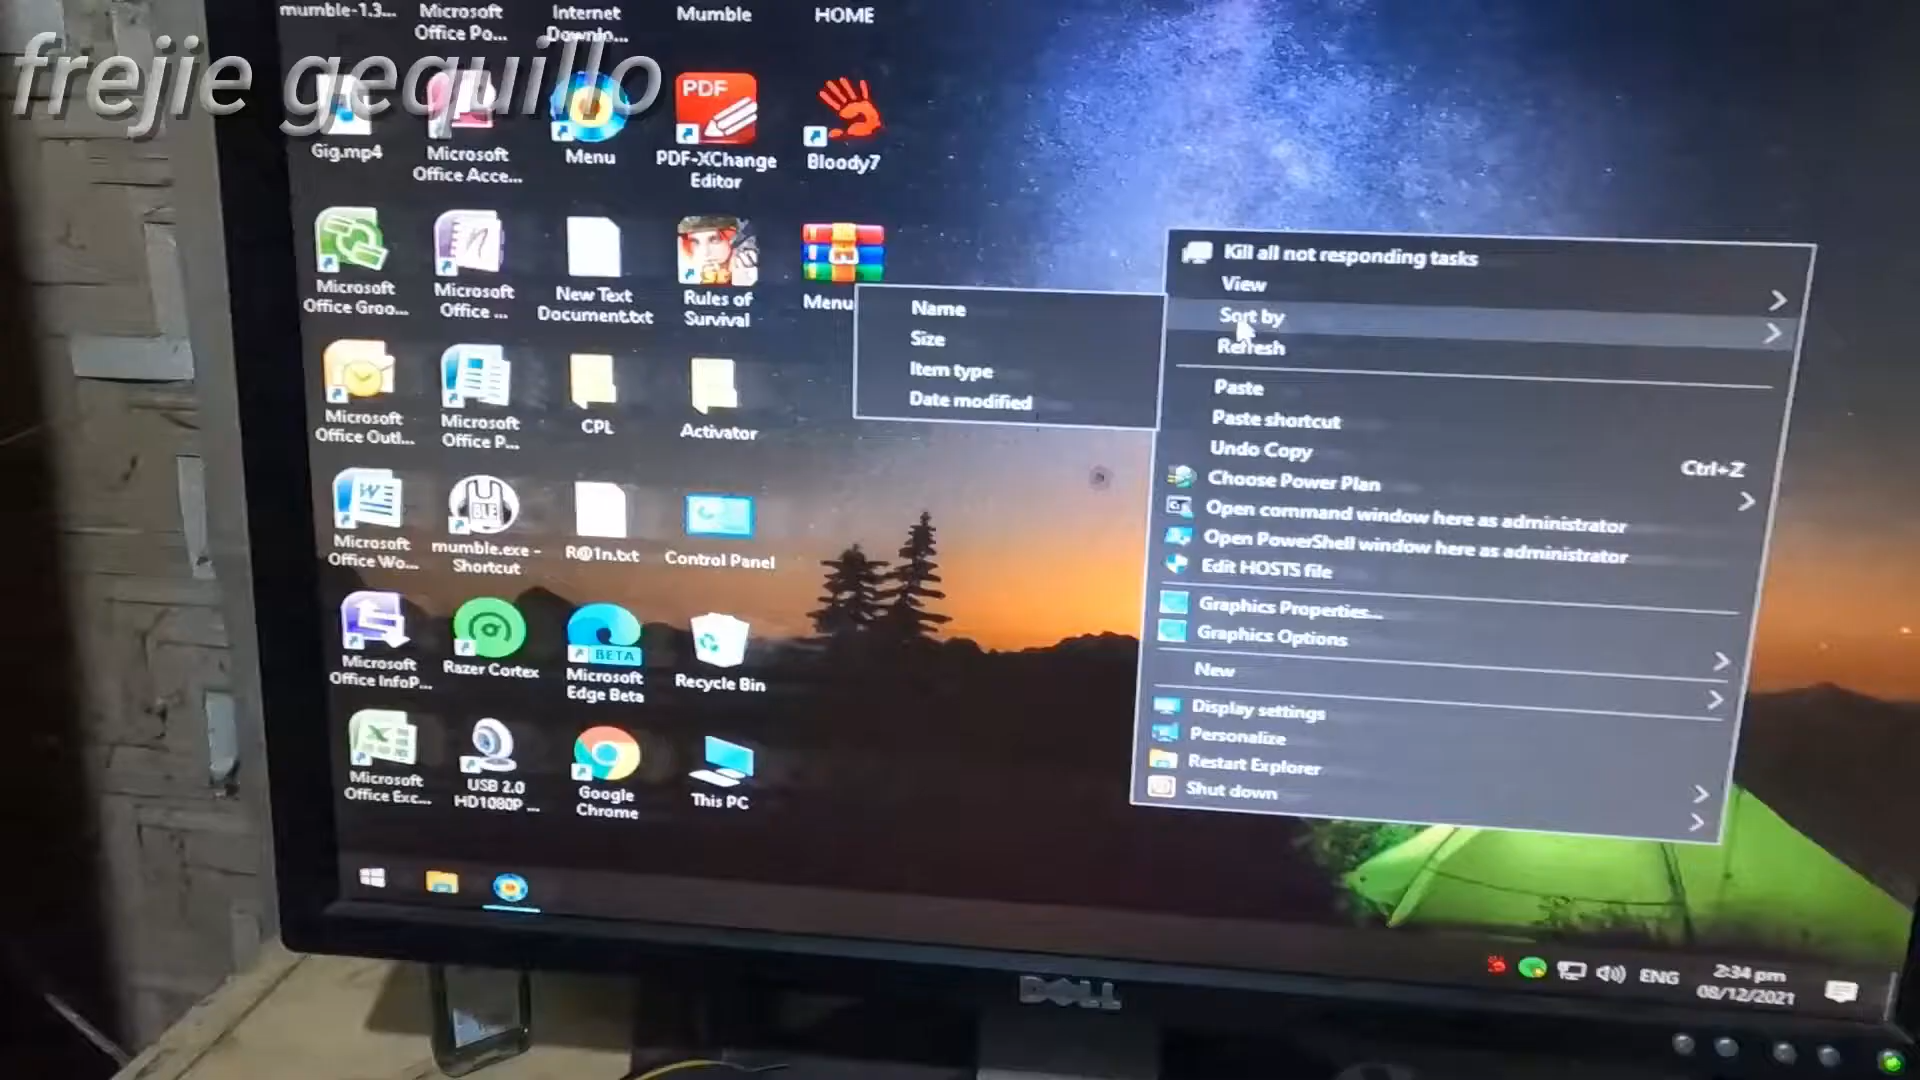 mumble-1.3...
Microsoft
Office Po...
Internet
Downlo...
Mumble
HOME
frejie gequillo
Gig.mp4
Microsoft
Office Acce...
Menu
PDF
PDF-XChange
Editor
Bloody7
Microsoft
Office Groo...
Microsoft
Office ...
New Text
Document.txt
Rules of
Survival
Menu
Microsoft
Office Outl...
Microsoft
Office P...
CPL
Activator
Microsoft
Office Wo...
BLE
mumble.exe -
Shortcut
R@1n.txt
Control Panel
Microsoft
Office InfoP...
Razer Cortex
BETA
Microsoft
Edge Beta
Recycle Bin
Microsoft
Office Exc...
USB 2.0
HD1080P ...
Google
Chrome
This PC
Name
Size
Item type
Date modified
Kill all not responding tasks
View
Sort by
Refresh
Paste
Paste shortcut
Undo Copy
Ctrl+Z
Choose Power Plan
Open command window here as administrator
Open PowerShell window here as administrator
Edit HOSTS file
Graphics Properties...
Graphics Options
New
Display settings
Personalize
Restart Explorer
Shut down
ENG
2:34 pm
08/12/2021
DELL